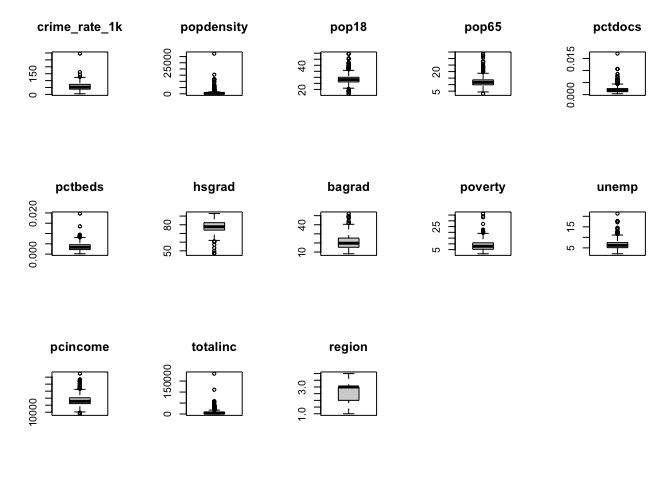 crime_rate_1k
popdensity
pop18
pop65
pctdocs
150
0
25000
0
40
20
20
5
0.015
0.000
pctbeds
hsgrad
bagrad
poverty
unemp
0.020
0.000
80
50
40
10
25
5
15
5
pcincome
totalinc
region
10000
150000
0
3.0
1.0